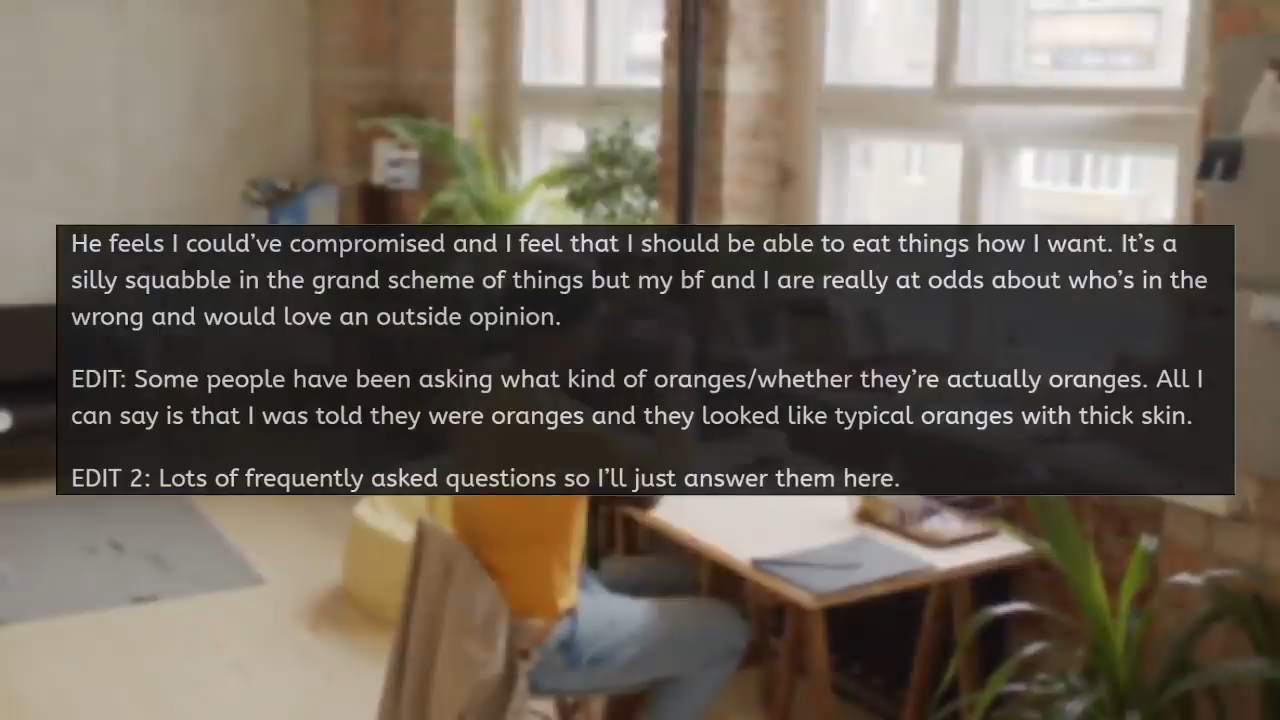 He feels I could’ve compromised and I feel that I should be able to eat things how I want. It’s a
silly squabble in the grand scheme of things but my bf and I are really at odds about who’s in the
wrong and would love an outside opinion.
EDIT: Some people have been asking what kind of oranges/whether they’re actually oranges. All I
can say is that I was told they were oranges and they looked like typical oranges with thick skin.
EDIT 2: Lots of frequently asked questions so I’ll just answer them here.